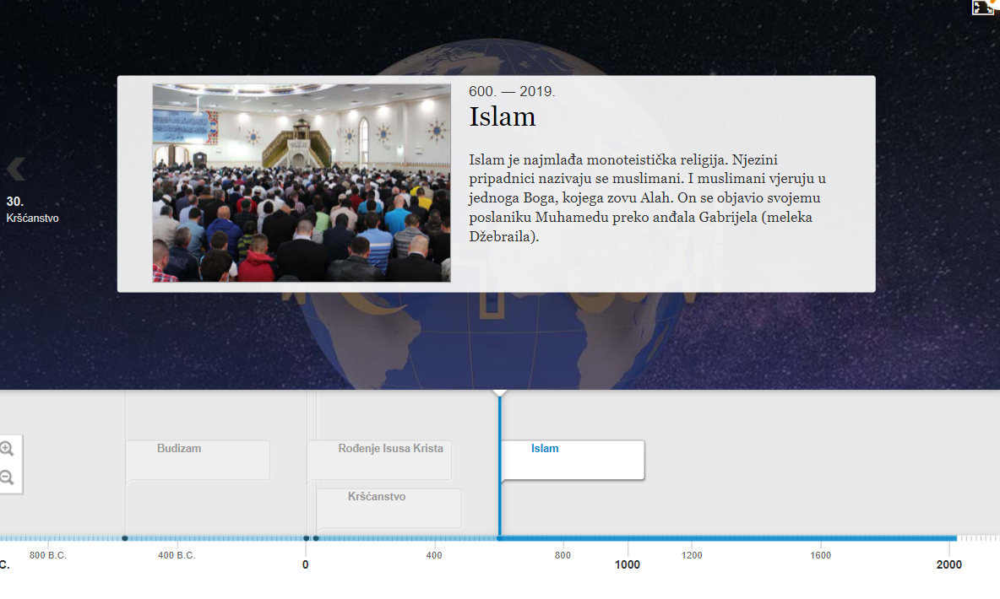 600. — 2019.
Islam
Islam je najmlađa monoteistička religija. Njezini
pripadnici nazivaju se muslimani. I muslimani vjeruju u
jednoga Boga, kojega zovu Alah. On se objavio svojemu
poslaniku Muhamedu preko anđala Gabrijela (meleka
Džebraila).
30.
Kršćanstvo
Budizam
Rođenje Isusa Krista
Islam
Kršćanstvo
800 B.C.
400 B.C.
400
800
1200
1600
C.
0
1000
2000